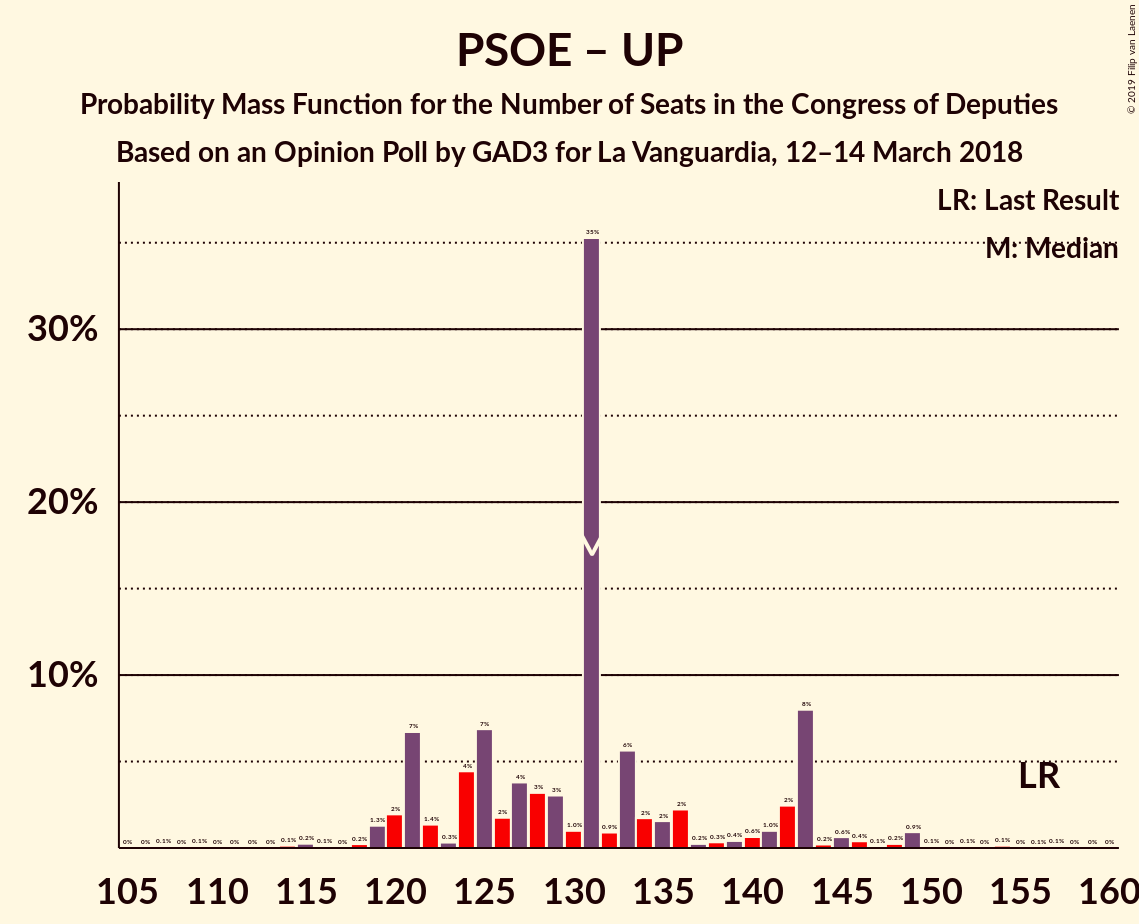 PSOE – UP
Probability Mass Function for the Number of Seats in the Congress of Deputies
Based on an Opinion Poll by GAD3 for La Vanguardia, 12–14 March 2018
© 2019 Filip van Laenen
LR: Last Result
M: Median
30%
20%
10%
0% 0% 0.1% 0% 0.1% 0% 0% 0% 0% 0.1% 0.2% 0.1% 0% 0.2% 1.3% 2% 7% 1.4% 0.3% 4% 7% 2% 4% 3% 3% 1.0% 35% 0.9% 6% 2% 2% 2% 0.2% 0.3% 0.4% 0.6% 1.0% 2% 8% 0.2% 0.6% 0.4% 0.1% 0.2% 0.9% 0.1% 0% 0.1% 0% 0.1% 0% 0.1% 0.1% 0% 0% 0%
M
LR
105 110 115 120 125 130 135 140 145 150 155 160